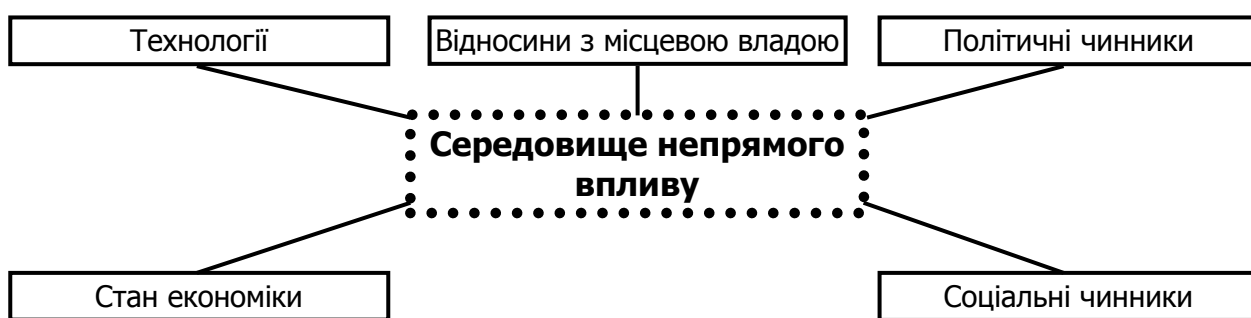 Технології
Відносини з місцевою владою
Політичні чинники
Середовище непрямого
впливу
Стан економіки
Соціальні чинники